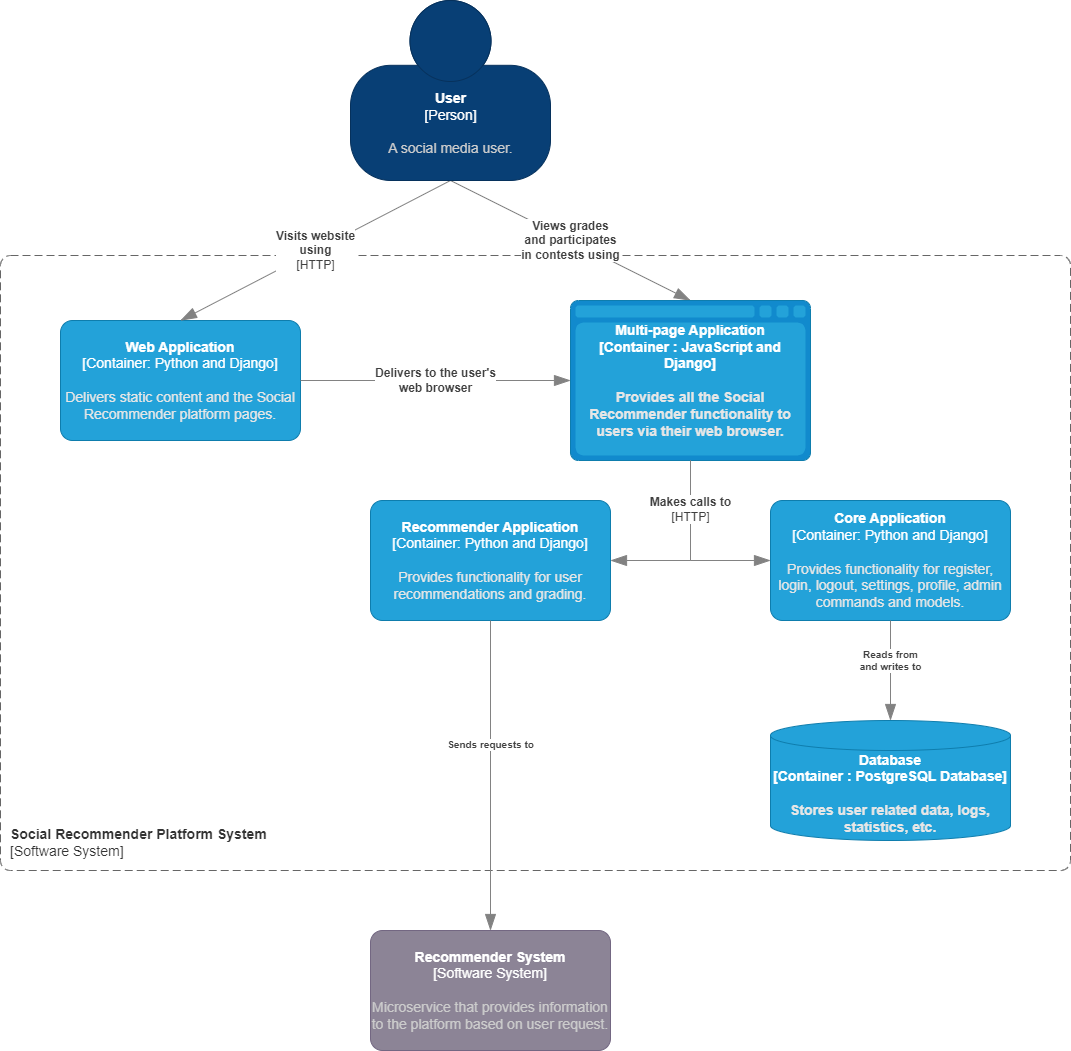 User
[Person]
A social media user.
Visits website
using
[HTTP]
Views grades
and participates
in contests using
Web Application
[Container: Python and Django]
Delivers static content and the Social
Recommender platform pages.
Delivers to the user's
web browser
Multi-page Application
[Container : JavaScript and
Django]
Provides all the Social
Recommender functionality to
users via their web browser.
Makes calls to
[HTTP]
Recommender Application
[Container: Python and Django]
Provides functionality for user
recommendations and grading.
Core Application
[Container: Python and Django]
Provides functionality for register,
login, logout, settings, profile, admin
commands and models.
Reads from
and writes to
Sends requests to
Database
[Container : PostgreSQL Database]
Stores user related data, logs,
statistics, etc.
Social Recommender Platform System
[Software System]
Recommender System
[Software System]
Microservice that provides information
to the platform based on user request.